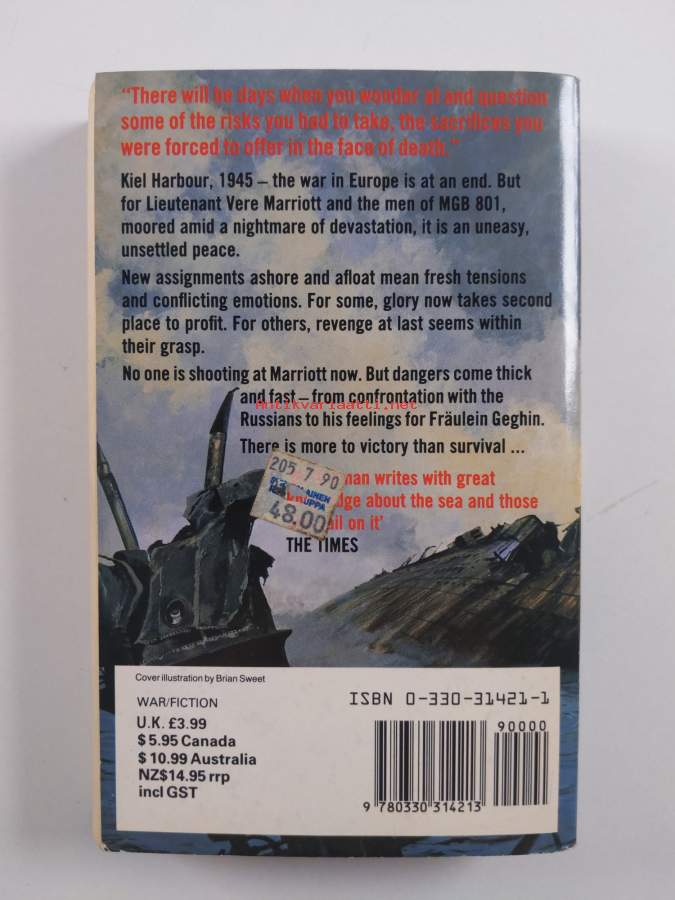 "There will be days when you wonder at and question
some of the risks you had to take, the sacrifices you
were forced to offer in the face of death."
Kiel Harbour, 1945 – the war in Europe is at an end. But
for Lieutenant Vere Marriott and the men of MGB 801,
moored amid a nightmare of devastation, it is an uneasy,
unsettled peace.
New assignments ashore and afloat mean fresh tensions
and conflicting emotions. For some, glory now takes second
place to profit. For others, revenge at last seems within
their grasp.
No one is shooting at Marriott now. But dangers come thick
and fast – from confrontation with the
Antikvariaatti.net
Russians to his feelings for Fräulein Geghin.
There is more to victory than survival ...
205 7 90
48.00
man writes with great
about the sea and those
on it'
THE TIMES
Cover illustration by Brian Sweet
WAR/FICTION
U.K. £3.99
$ 5.95 Canada
$ 10.99 Australia
NZ$14.95 rrp
incl GST
ISBN 0-330-31421-1
90000
9 780330 314213